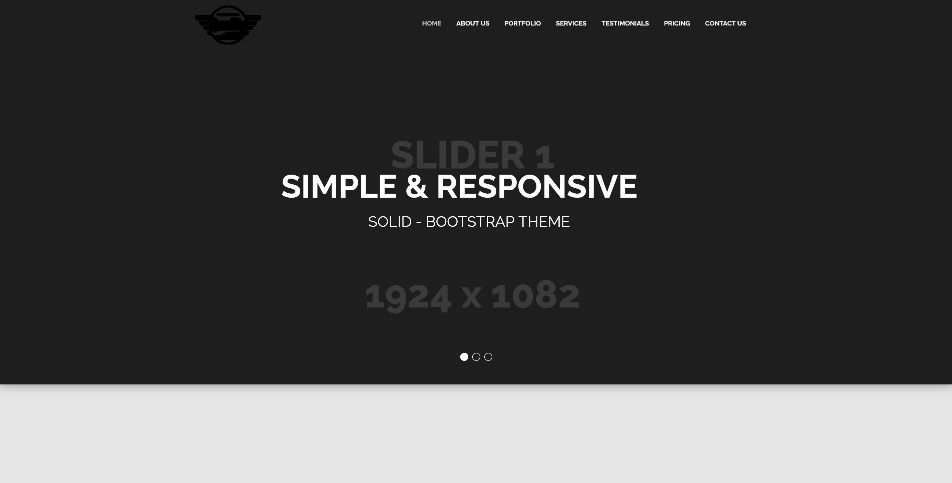 HOME ABOUT US PORTFOLIO SERVICES TESTIMONIALS PRICING CONTACT US
SLIDER 1
SIMPLE & RESPONSIVE
SOLID - BOOTSTRAP THEME
1924 x 1082